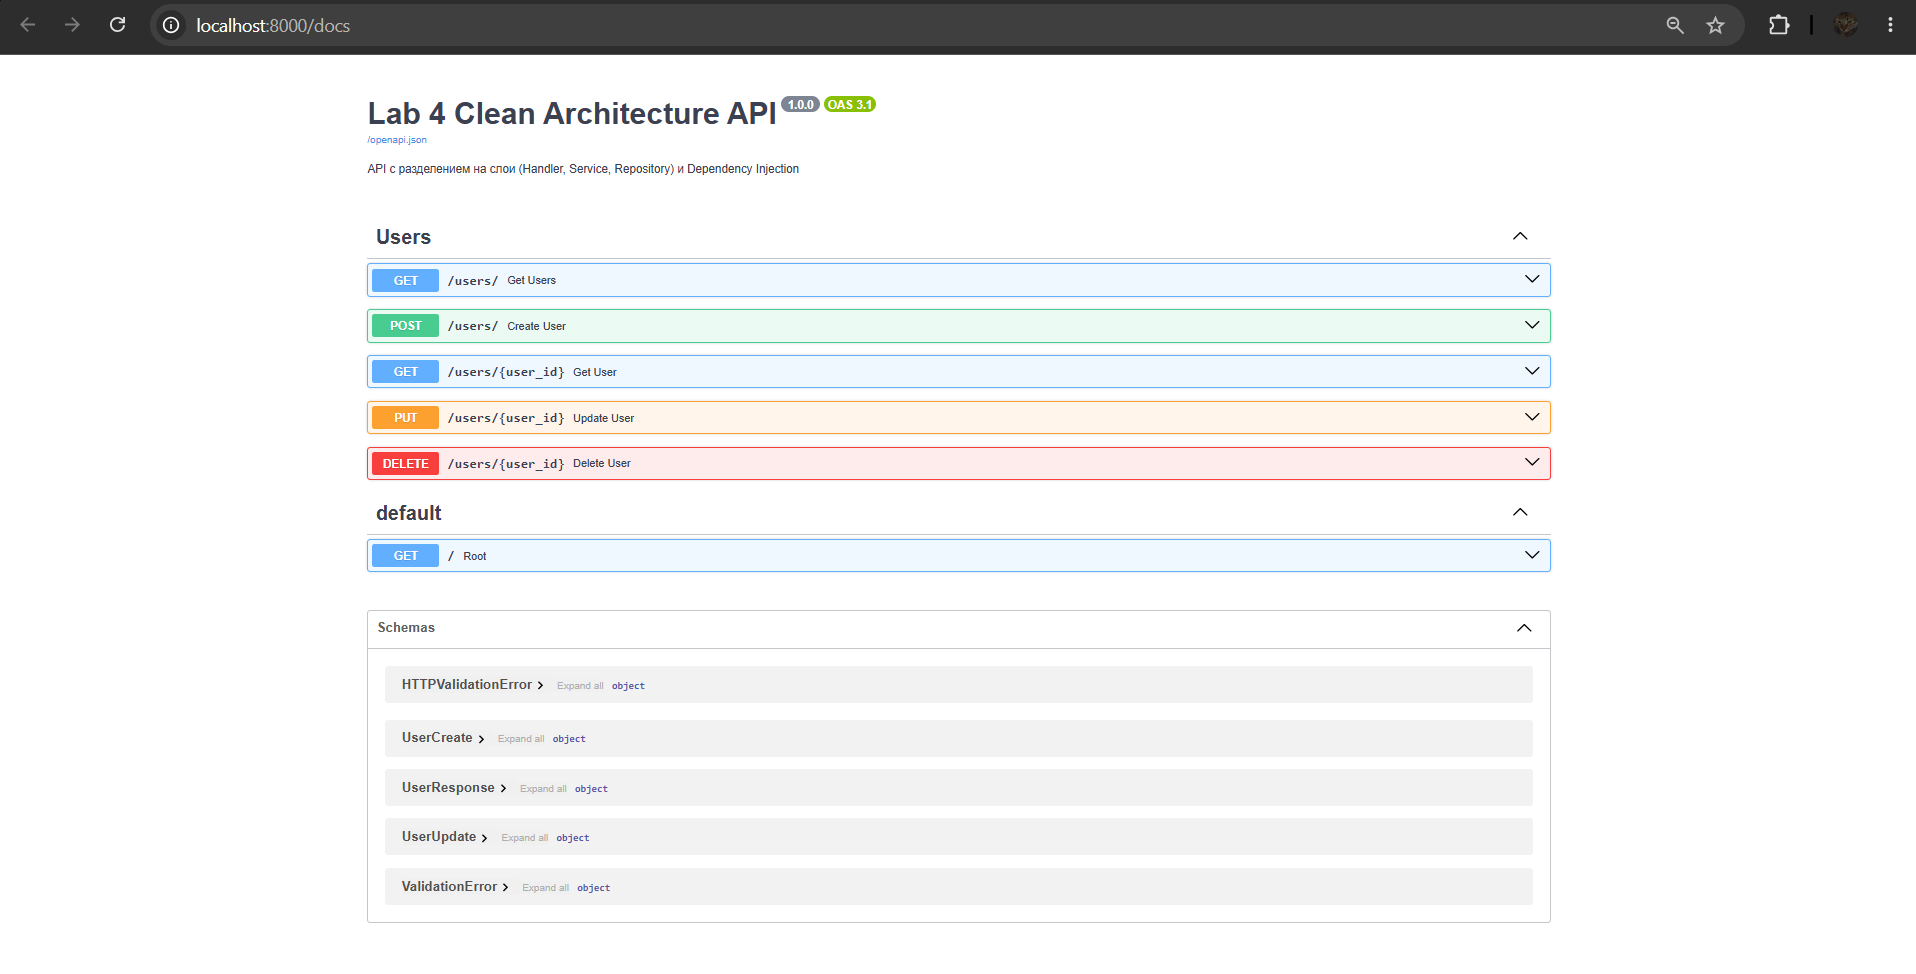 localhost:8000/docs
Lab 4 Clean Architecture API 1.0.0 OAS 3.1
/openapi.json
API с разделением на слои (Handler, Service, Repository) и Dependency Injection
Users
GET /users/ Get Users
POST /users/ Create User
GET /users/{user_id} Get User
PUT /users/{user_id} Update User
DELETE /users/{user_id} Delete User
default
GET / Root
Schemas
HTTPValidationError Expand all object
UserCreate Expand all object
UserResponse Expand all object
UserUpdate Expand all object
ValidationError Expand all object